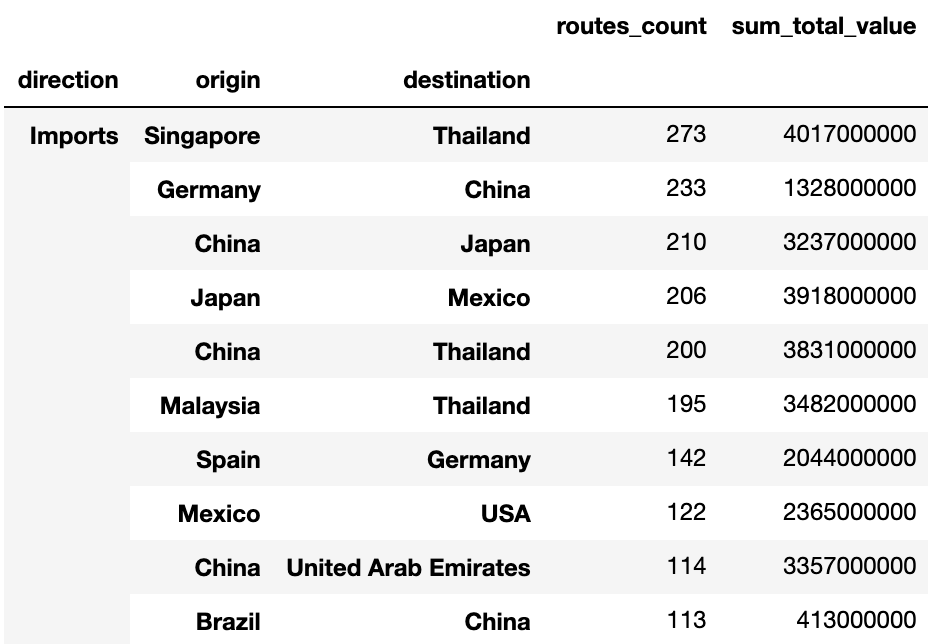 routes_count sum_total_value
direction origin destination
Imports Singapore Thailand 273 4017000000
Germany China 233 1328000000
China Japan 210 3237000000
Japan Mexico 206 3918000000
China Thailand 200 3831000000
Malaysia Thailand 195 3482000000
Spain Germany 142 2044000000
Mexico USA 122 2365000000
China United Arab Emirates 114 3357000000
Brazil China 113 413000000